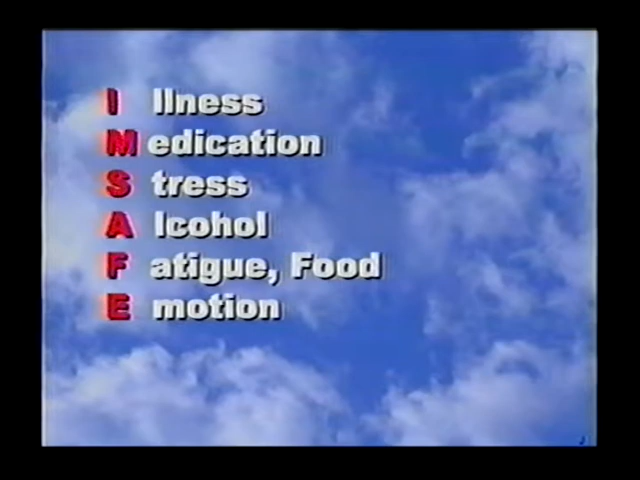 I llness
M edication
S tress
A lcohol
F atigue, Food
E motion